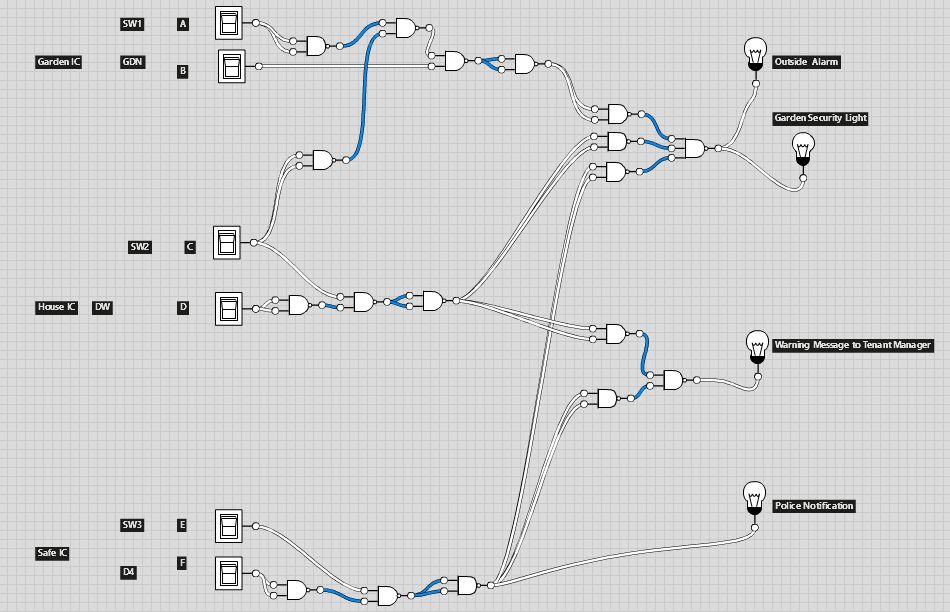 SW1 A
Garden IC GDN B
Outside Alarm
Garden Security Light
SW2 C
House IC DW D
Warning Message to Tenant Manager
Police Notification
SW3 E
Safe IC
D4 F